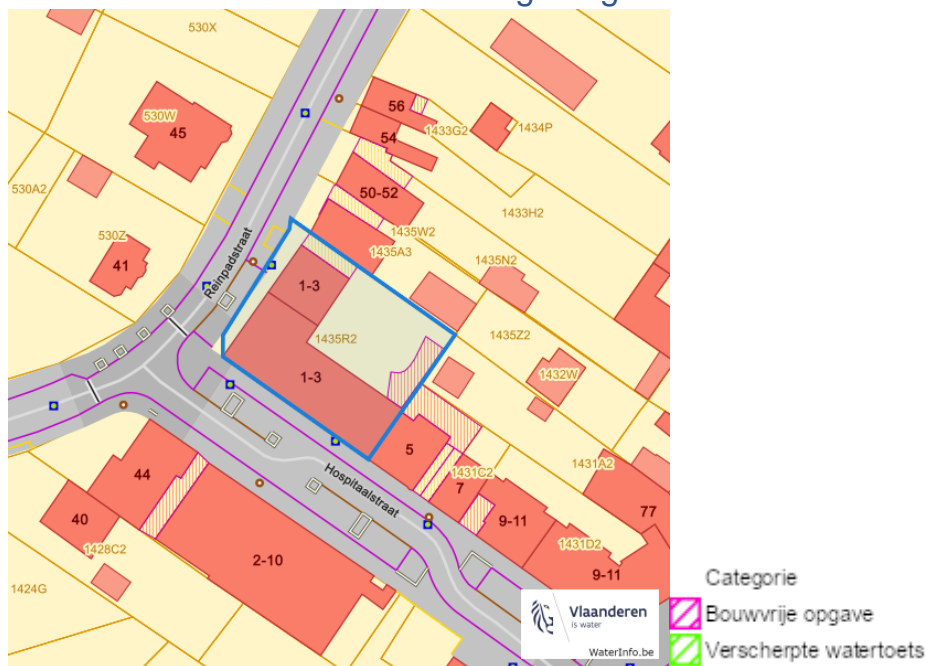 530X
530W
45
56
54
1433G2
1434P
530A2
50-52
1433H2
530Z
41
Reinpadstraat
1435W2
1435A3
1435N2
1-3
1435R2
1435Z2
1-3
1432W
5
1431C2
7
1431A2
77
44
Hospitaalstraat
40
9-11
1428C2
1431D2
2-10
9-11
1424G
Vlaanderen
is water
WaterInfo.be
Categorie
Bouwvrije opgave
Verscherpte watertoets